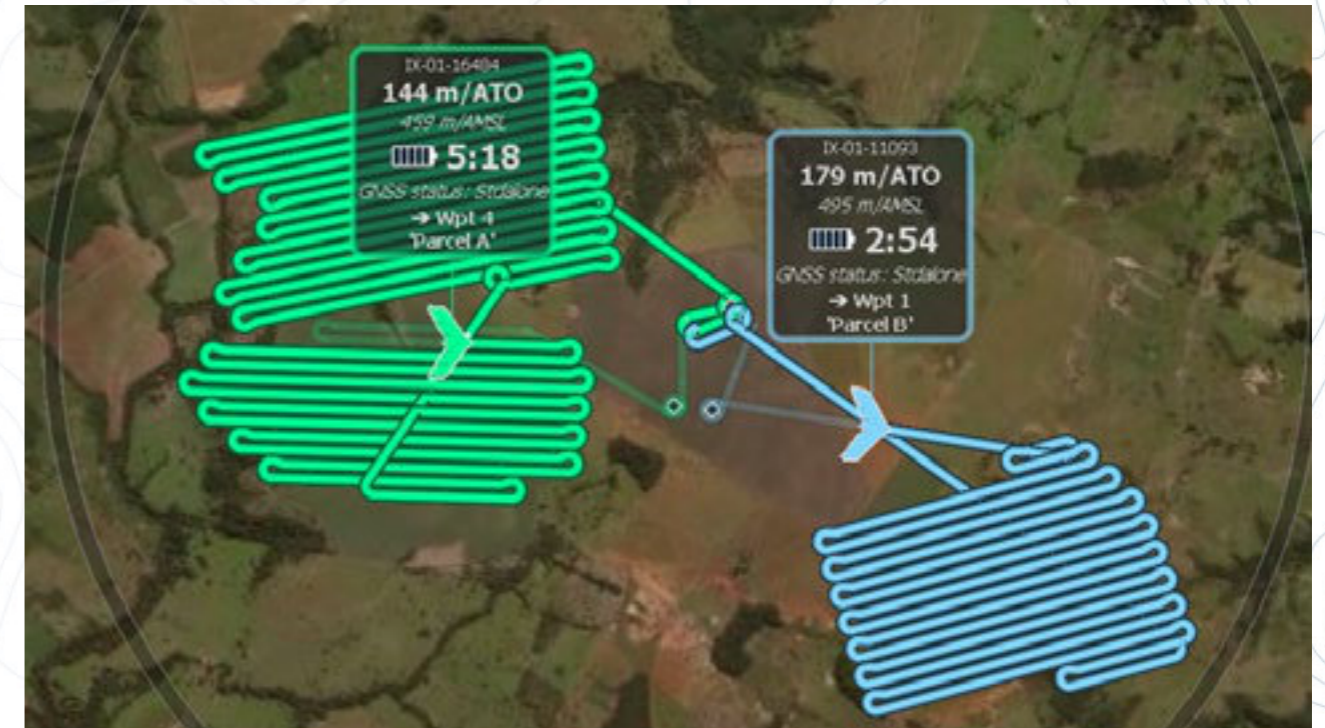 IX-01-16484
144 m/ATO
459 m/AMSL
5:18
GNSS status: Stdalone
➔ Wpt 4
'Parcel A'
IX-01-11093
179 m/ATO
495 m/AMSL
2:54
GNSS status: Stdalone
➔ Wpt 1
'Parcel B'